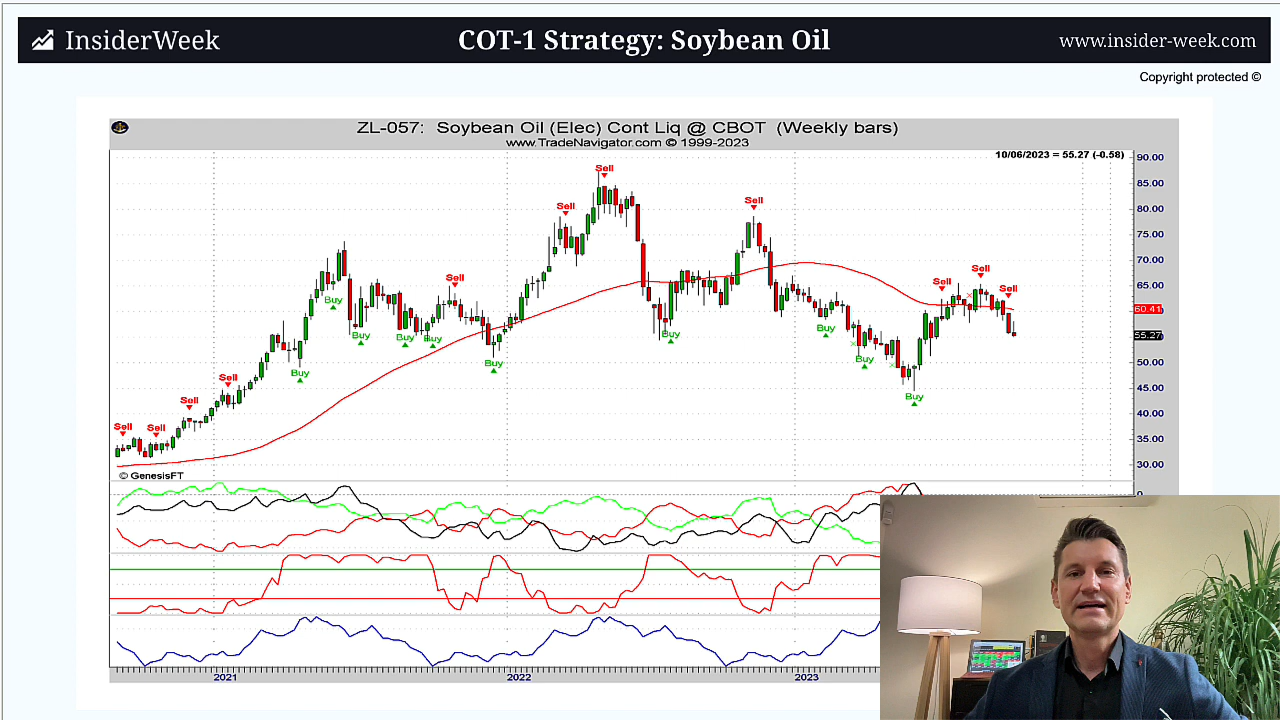 InsiderWeek
COT-1 Strategy: Soybean Oil
www.insider-week.com
Copyright protected ©
ZL-057: Soybean Oil (Elec) Cont Liq @ CBOT (Weekly bars)
www.TradeNavigator.com © 1999-2023
10/06/2023 = 55.27 (-0.58)
90.00
Sell
85.00
Sell
Sell
80.00
75.00
70.00
Sell
Sell
Sell
65.00
Sell
Buy
60.41
Buy
Buy
Buy
Buy
Buy
55.27
Buy
Buy
50.00
Sell
Buy
45.00
Sell
Buy
40.00
Sell
Sell
35.00
30.00
© GenesisFT
0
2021
2022
2023